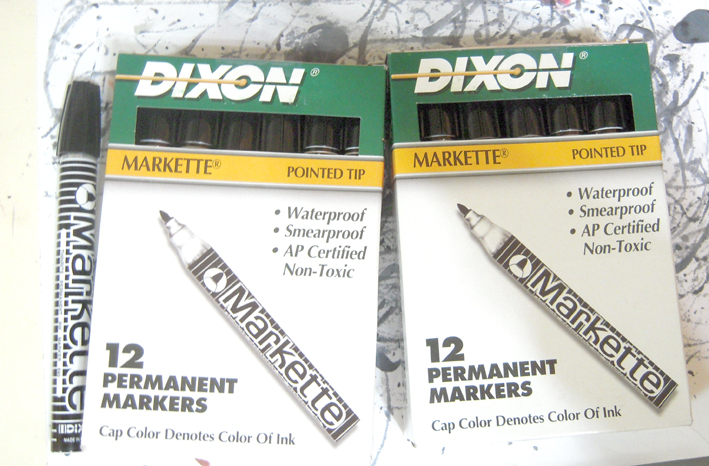 Markette
DIXON
MADE IN
DIXON®
MARKETTE®
POINTED TIP
• Waterproof
• Smearproof
• AP Certified
Non-Toxic
Markette
12
PERMANENT
MARKERS
Cap Color Denotes Color Of Ink
DIXON®
MARKETTE®
POINTED TIP
• Waterproof
• Smearproof
• AP Certified
Non-Toxic
Markette
12
PERMANENT
MARKERS
Cap Color Denotes Color Of Ink